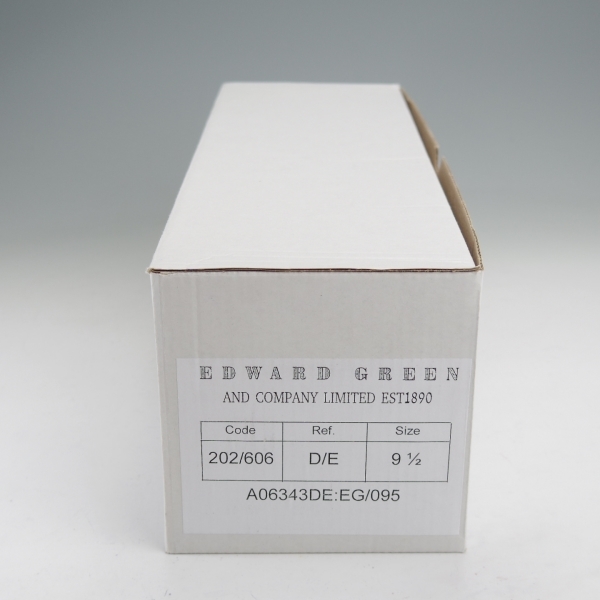 EDWARD GREEN
AND COMPANY LIMITED EST1890
Code Ref. Size
202/606 D/E 9 ½
A06343DE:EG/095